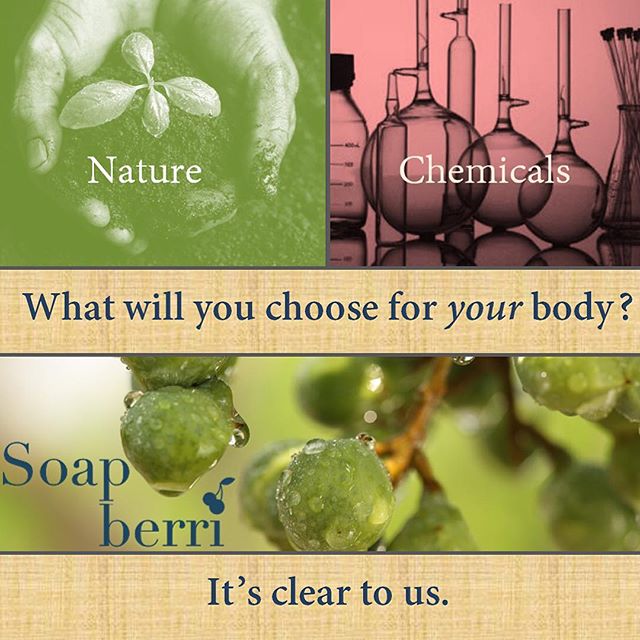 Nature
Chemicals
What will you choose for your body?
Soap
berri
It's clear to us.